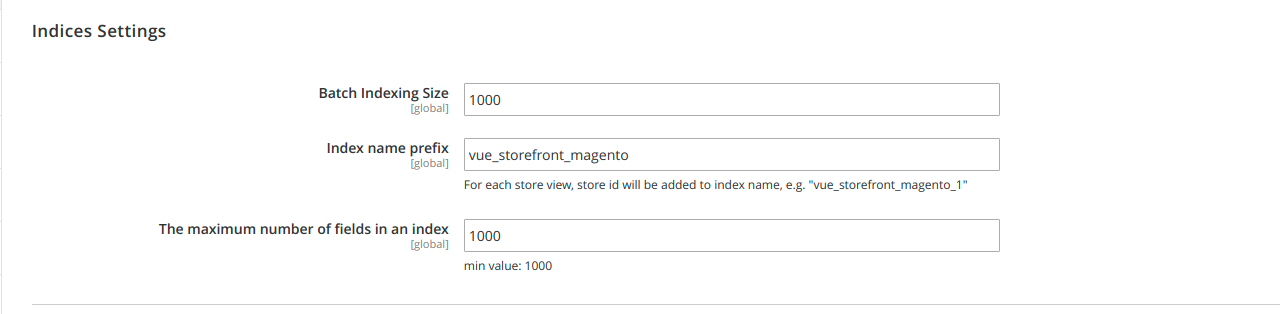 Indices Settings
Batch Indexing Size
[global]
1000
Index name prefix
[global]
vue_storefront_magento
For each store view, store id will be added to index name, e.g. "vue_storefront_magento_1"
The maximum number of fields in an index
[global]
1000
min value: 1000